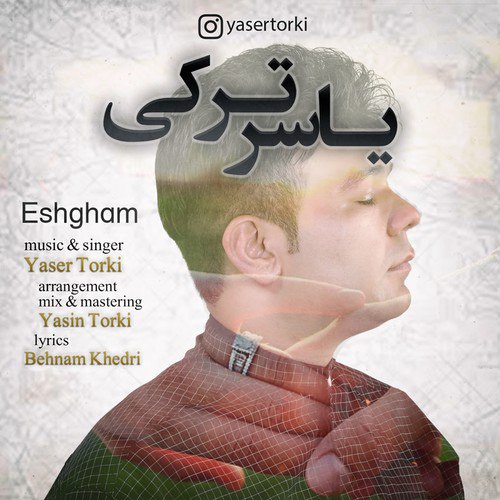 yasertorki
یاسر ترکی
Eshgham
music & singer
Yaser Torki
arrangement
mix & mastering
Yasin Torki
lyrics
Behnam Khedri